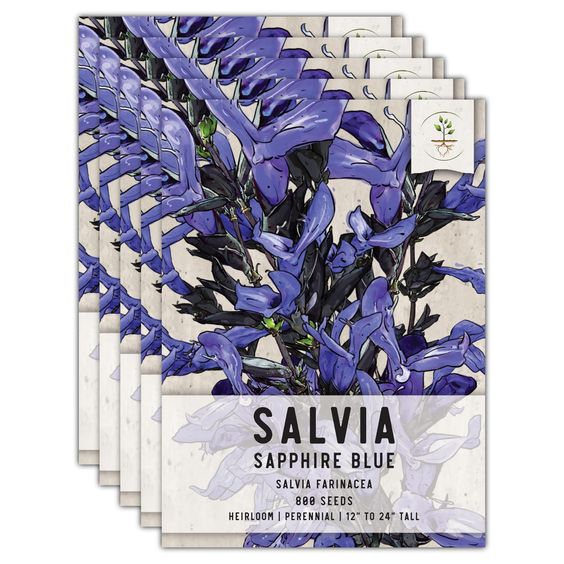 SALVIA
SAPPHIRE BLUE
SALVIA FARINACEA
800 SEEDS
HEIRLOOM | PERENNIAL | 12" TO 24" TALL